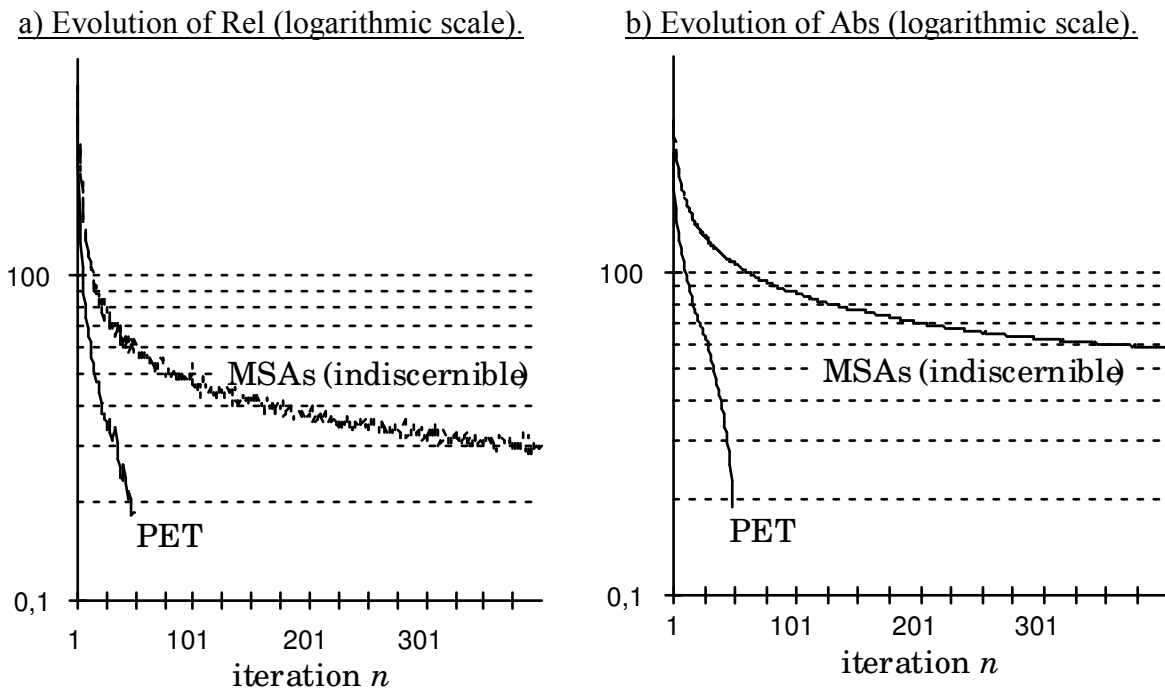 a) Evolution of Rel (logarithmic scale).
100
MSAs (indiscernible)
PET
0,1
1 101 201 301
iteration n
b) Evolution of Abs (logarithmic scale).
100
MSAs (indiscernible)
PET
0,1
1 101 201 301
iteration n